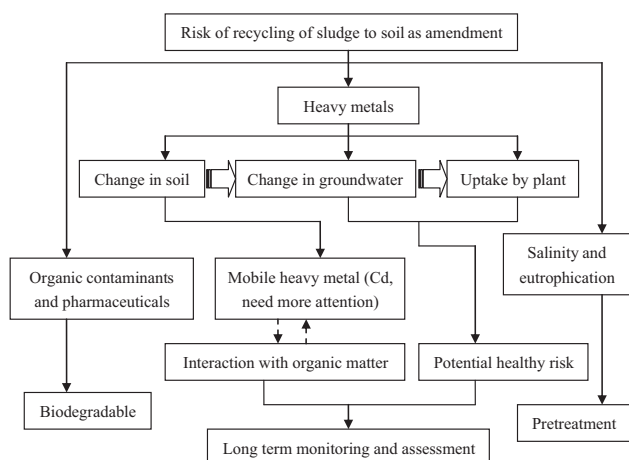 Risk of recycling of sludge to soil as amendment
Heavy metals
Change in soil
Change in groundwater
Uptake by plant
Organic contaminants
and pharmaceuticals
Mobile heavy metal (Cd,
need more attention)
Salinity and
eutrophication
Interaction with organic matter
Potential healthy risk
Biodegradable
Pretreatment
Long term monitoring and assessment